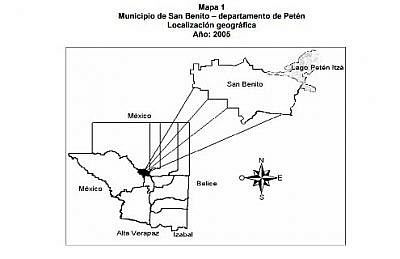 Mapa 1
Municipio de San Benito – departamento de Petén
Localización geográfica
Año: 2005
Lago Petén Itzá
San Benito
México
N
México
Belice
O
E
S
Alta Verapaz
Izabal